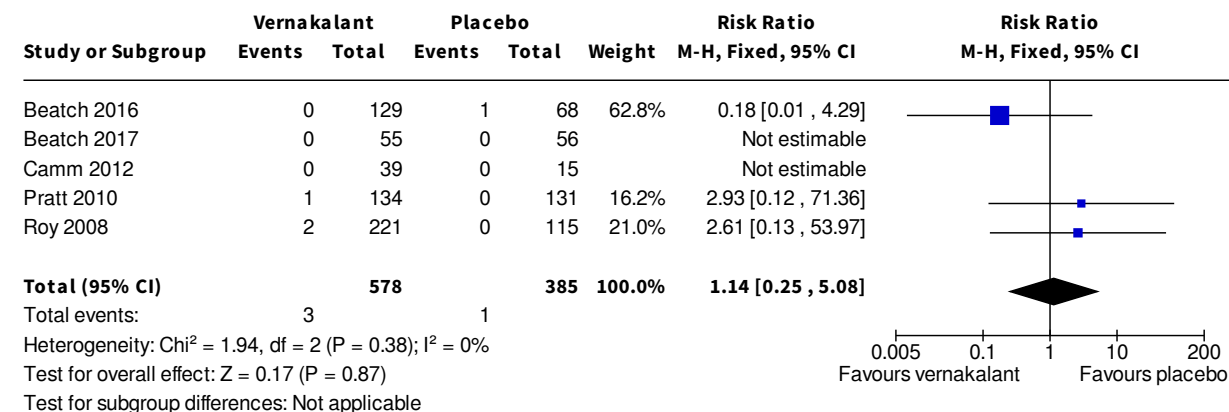 Vernakalant Placebo Risk Ratio Risk Ratio
Study or Subgroup Events Total Events Total Weight M-H, Fixed, 95% CI M-H, Fixed, 95% CI
Beatch 2016 0 129 1 68 62.8% 0.18 [0.01 , 4.29]
Beatch 2017 0 55 0 56 Not estimable
Camm 2012 0 39 0 15 Not estimable
Pratt 2010 1 134 0 131 16.2% 2.93 [0.12 , 71.36]
Roy 2008 2 221 0 115 21.0% 2.61 [0.13 , 53.97]
Total (95% CI) 578 385 100.0% 1.14 [0.25 , 5.08]
Total events: 3 1
Heterogeneity: Chi² = 1.94, df = 2 (P = 0.38); I² = 0%
0.005 0.1 1 10 200
Test for overall effect: Z = 0.17 (P = 0.87)
Favours vernakalant Favours placebo
Test for subgroup differences: Not applicable